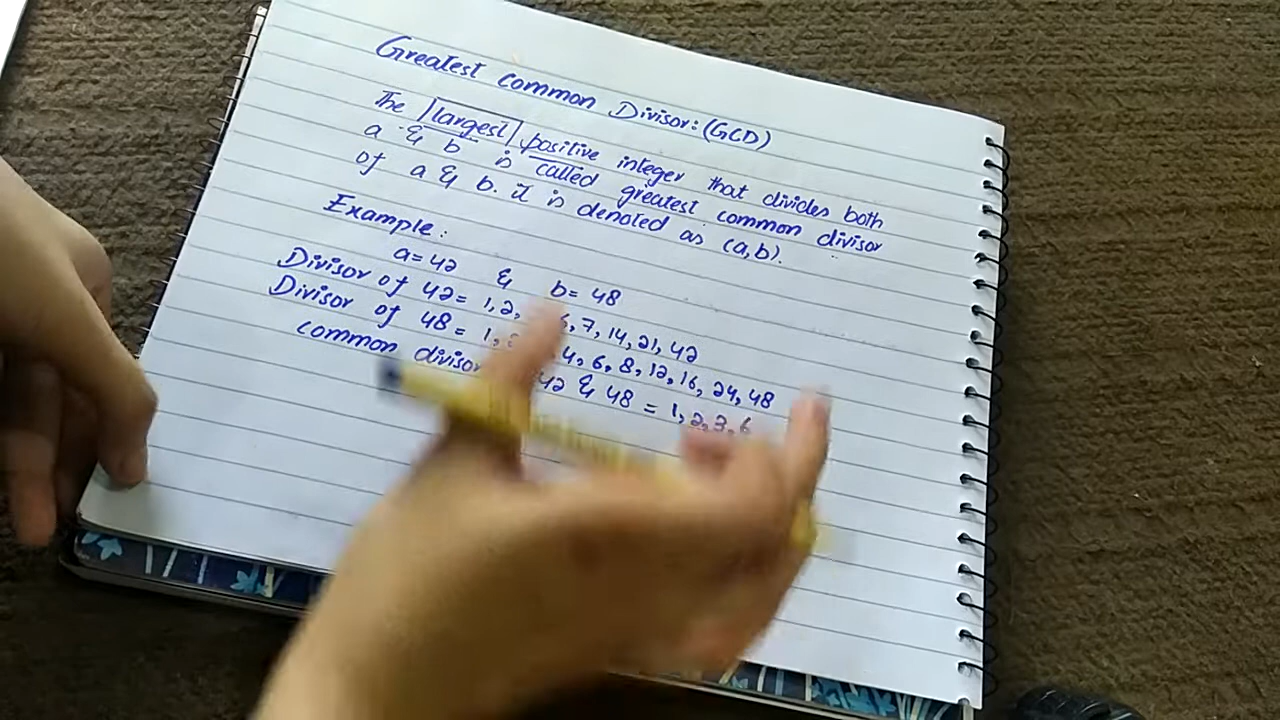 Greatest Common Divisor: (GCD)
The largest positive integer that divides both
a & b is called greatest common divisor
of a & b. it is denoted as (a,b).
Example:
a=42 & b= 48
Divisor of 42= 1,2, 6,7,14,21,42
Divisor of 48= 1, 4,6,8,12,16,24,48
common divisor 42 & 48 = 1,2,3,6